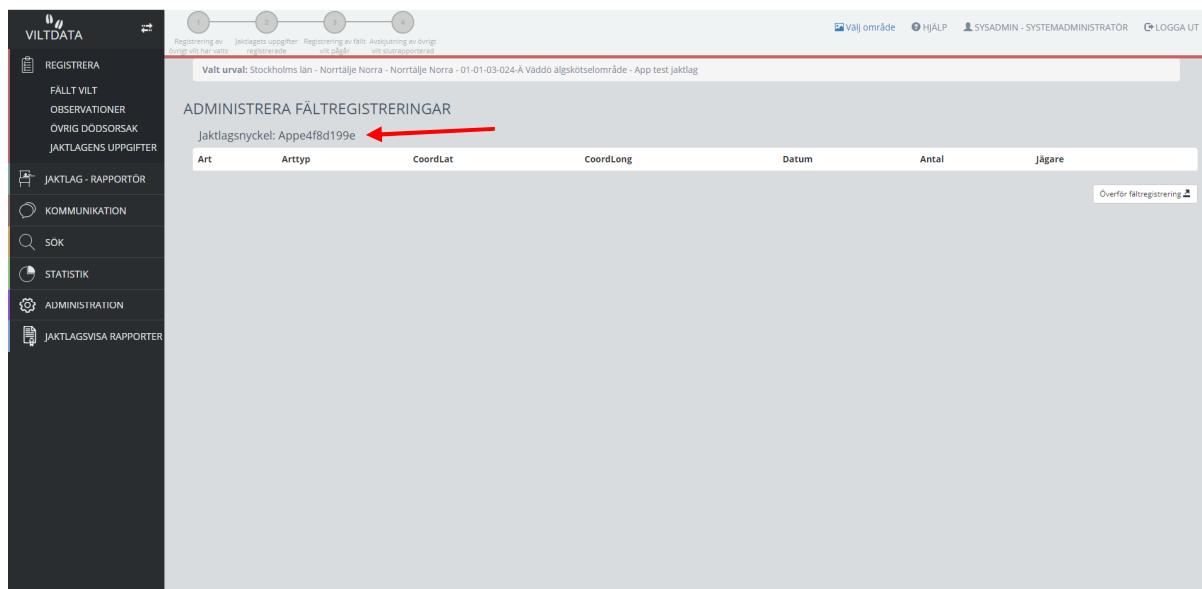 VILTDATA
1
2
3
4
Registrering av övrigt vilt har valts
Jaktlagets uppgifter registrerade
Registrering av fällt vilt pågår
Avskjutning av övrigt vilt slutrapporterad
Välj område
HJÄLP
SYSADMIN - SYSTEMADMINISTRATÖR
LOGGA UT
REGISTRERA
FÄLLT VILT
OBSERVATIONER
ÖVRIG DÖDSORSAK
JAKTLAGENS UPPGIFTER
JAKTLAG - RAPPORTÖR
KOMMUNIKATION
SÖK
STATISTIK
ADMINISTRATION
JAKTLAGSVISA RAPPORTER
Valt urval: Stockholms län - Norrtälje Norra - Norrtälje Norra - 01-01-03-024-Ä Väddö älgskötselområde - App test jaktlag
ADMINISTRERA FÄLTREGISTRERINGAR
Jaktlagsnyckel: Appe4f8d199e
Art Arttyp CoordLat CoordLong Datum Antal Jägare
Överför fältregistrering